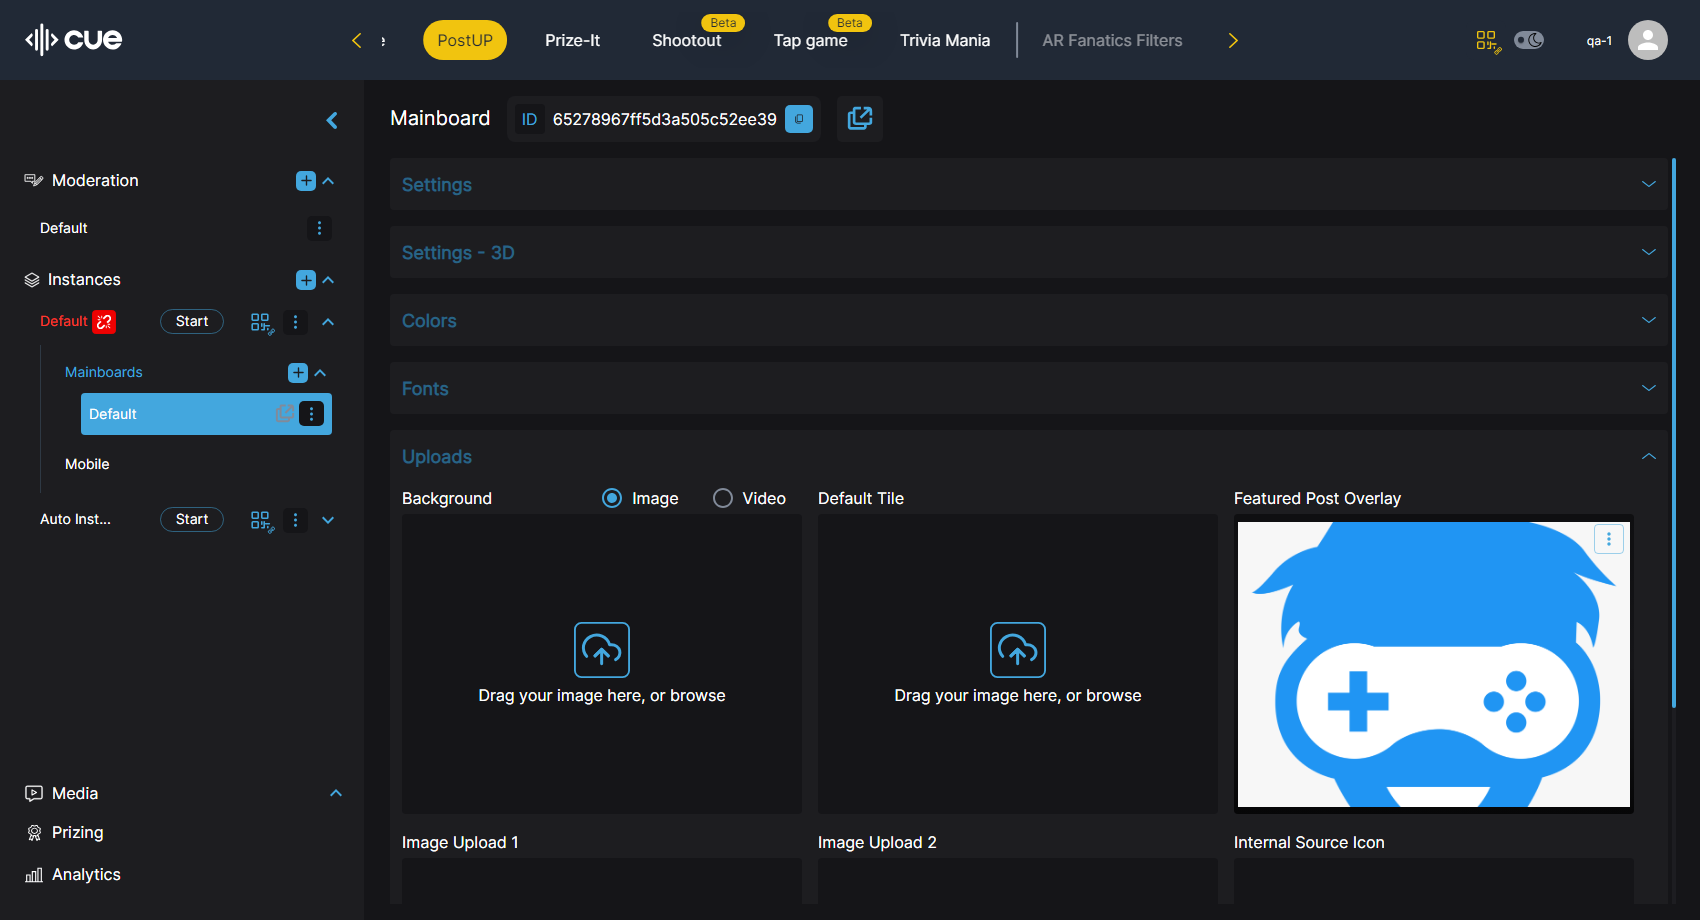 cue
PostUP
Prize-It
Shootout
Beta
Tap game
Beta
Trivia Mania
AR Fanatics Filters
qa-1
Moderation
Default
Instances
Default
Start
Mainboards
Default
Mobile
Auto Inst...
Start
Media
Prizing
Analytics
Mainboard
ID 65278967ff5d3a505c52ee39
Settings
Settings - 3D
Colors
Fonts
Uploads
Background
Image
Video
Drag your image here, or browse
Default Tile
Drag your image here, or browse
Featured Post Overlay
Image Upload 1
Image Upload 2
Internal Source Icon